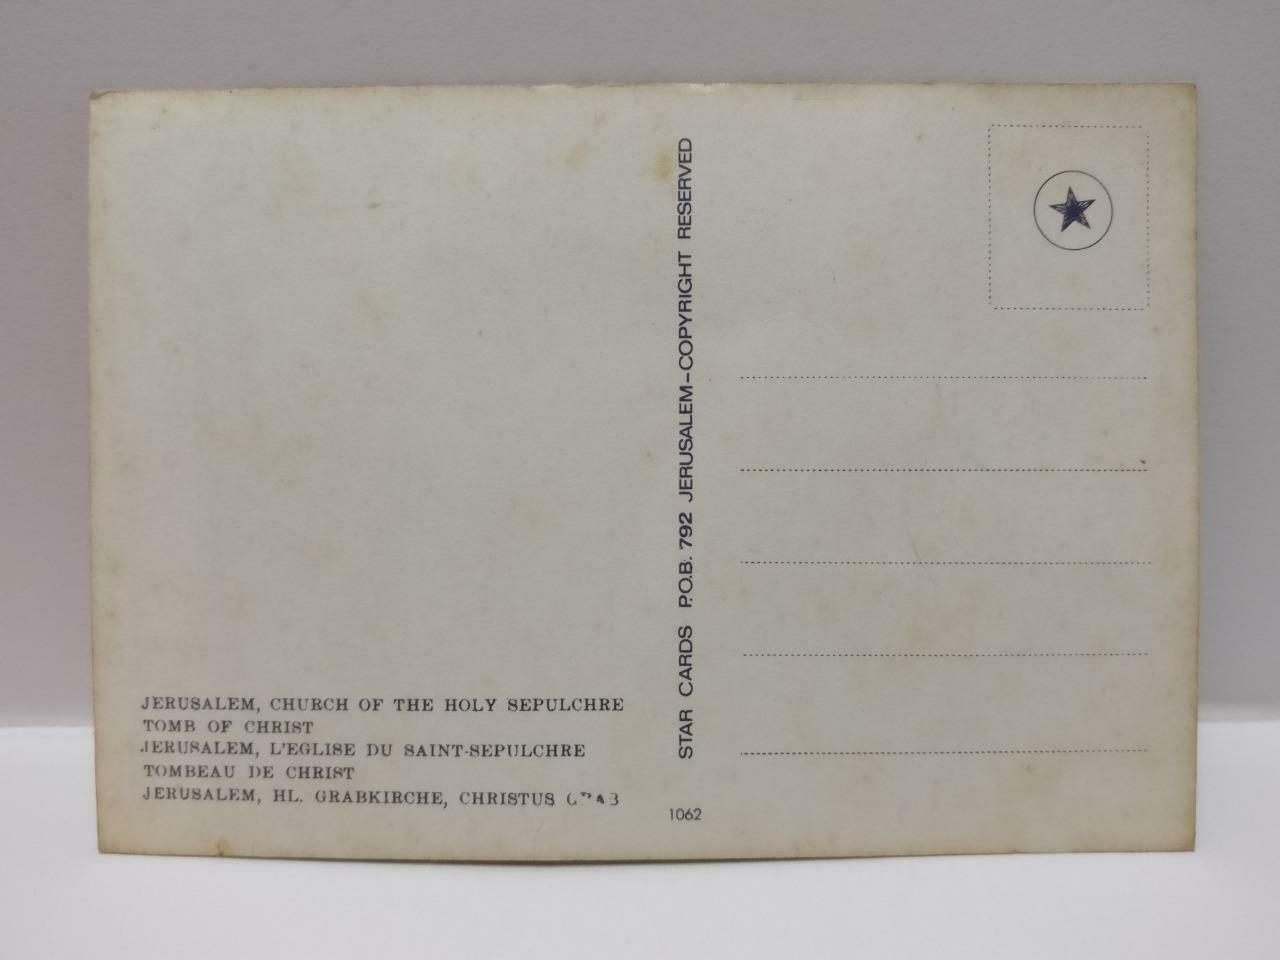 JERUSALEM, CHURCH OF THE HOLY SEPULCHRE
TOMB OF CHRIST
JERUSALEM, L'EGLISE DU SAINT-SEPULCHRE
TOMBEAU DE CHRIST
JERUSALEM, HL. GRABKIRCHE, CHRISTUS
STAR CARDS P.O.B. 792 JERUSALEM-COPYRIGHT RESERVED
1062